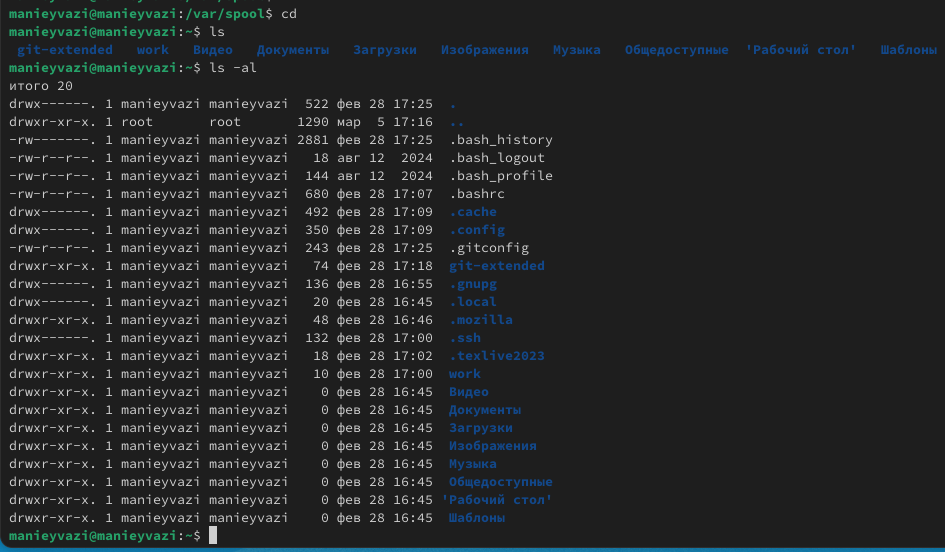 manieyvazi@manieyvazi:/var/spool$ cd
manieyvazi@manieyvazi:~$ ls
git-extended work Видео Документы Загрузки Изображения Музыка Общедоступные 'Рабочий стол' Шаблоны
manieyvazi@manieyvazi:~$ ls -al
итого 20
drwx------. 1 manieyvazi manieyvazi 522 фев 28 17:25 .
drwxr-xr-x. 1 root root 1290 мар 5 17:16 ..
-rw-------. 1 manieyvazi manieyvazi 2881 фев 28 17:25 .bash_history
-rw-r--r--. 1 manieyvazi manieyvazi 18 авг 12 2024 .bash_logout
-rw-r--r--. 1 manieyvazi manieyvazi 144 авг 12 2024 .bash_profile
-rw-r--r--. 1 manieyvazi manieyvazi 680 фев 28 17:07 .bashrc
drwx------. 1 manieyvazi manieyvazi 492 фев 28 17:09 .cache
drwx------. 1 manieyvazi manieyvazi 350 фев 28 17:09 .config
-rw-r--r--. 1 manieyvazi manieyvazi 243 фев 28 17:25 .gitconfig
drwxr-xr-x. 1 manieyvazi manieyvazi 74 фев 28 17:18 git-extended
drwx------. 1 manieyvazi manieyvazi 136 фев 28 16:55 .gnupg
drwx------. 1 manieyvazi manieyvazi 20 фев 28 16:45 .local
drwxr-xr-x. 1 manieyvazi manieyvazi 48 фев 28 16:46 .mozilla
drwx------. 1 manieyvazi manieyvazi 132 фев 28 17:00 .ssh
drwxr-xr-x. 1 manieyvazi manieyvazi 18 фев 28 17:02 .texlive2023
drwxr-xr-x. 1 manieyvazi manieyvazi 10 фев 28 17:00 work
drwxr-xr-x. 1 manieyvazi manieyvazi 0 фев 28 16:45 Видео
drwxr-xr-x. 1 manieyvazi manieyvazi 0 фев 28 16:45 Документы
drwxr-xr-x. 1 manieyvazi manieyvazi 0 фев 28 16:45 Загрузки
drwxr-xr-x. 1 manieyvazi manieyvazi 0 фев 28 16:45 Изображения
drwxr-xr-x. 1 manieyvazi manieyvazi 0 фев 28 16:45 Музыка
drwxr-xr-x. 1 manieyvazi manieyvazi 0 фев 28 16:45 Общедоступные
drwxr-xr-x. 1 manieyvazi manieyvazi 0 фев 28 16:45 'Рабочий стол'
drwxr-xr-x. 1 manieyvazi manieyvazi 0 фев 28 16:45 Шаблоны
manieyvazi@manieyvazi:~$